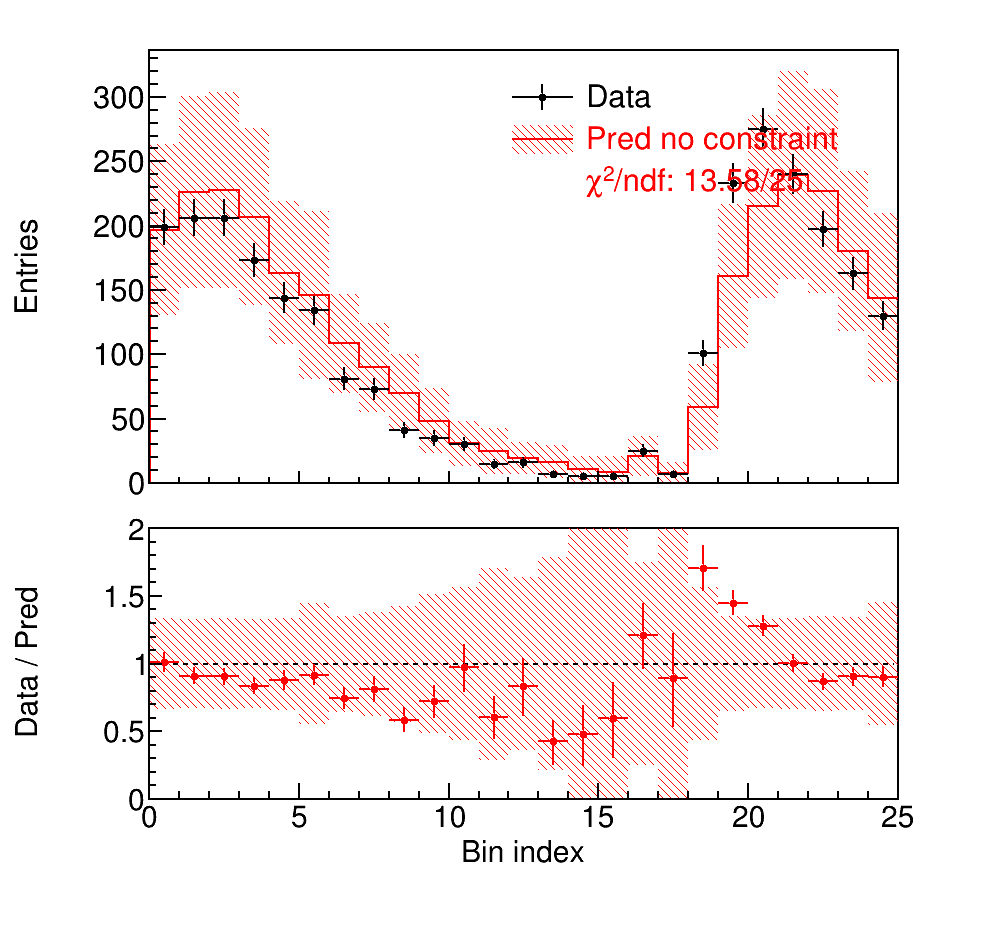 300
250
200
150
100
50
0
Entries
Data
Pred no constraint
χ²/ndf: 13.58/25
2
1.5
1
0.5
0
Data / Pred
0 5 10 15 20 25
Bin index